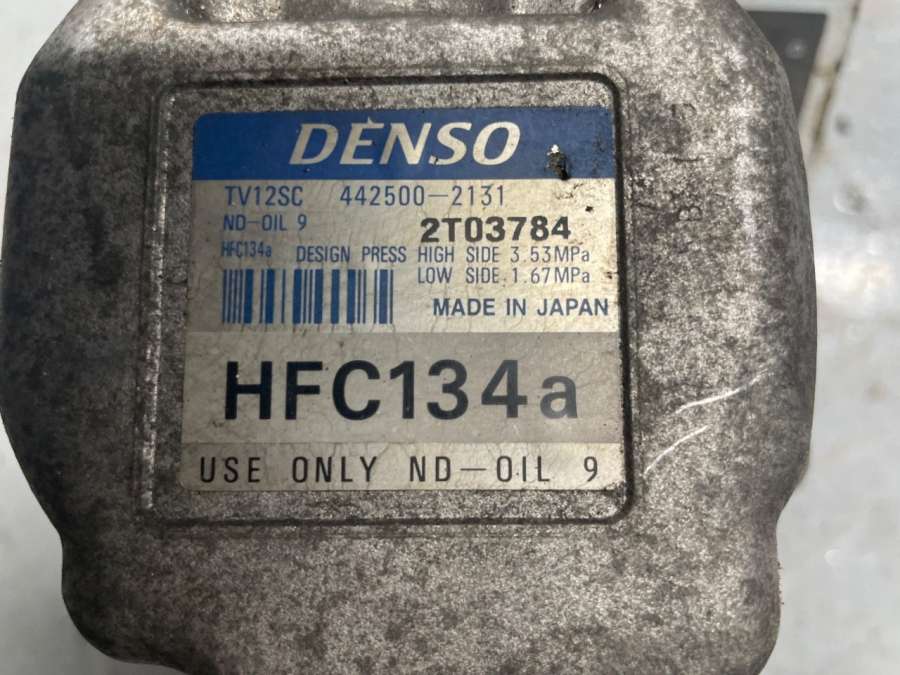 DENSO
TV12SC 442500-2131
ND-OIL 9 2T03784
HFC134a DESIGN PRESS HIGH SIDE 3.53MPa
LOW SIDE 1.67MPa
MADE IN JAPAN
HFC134a
USE ONLY ND-OIL 9